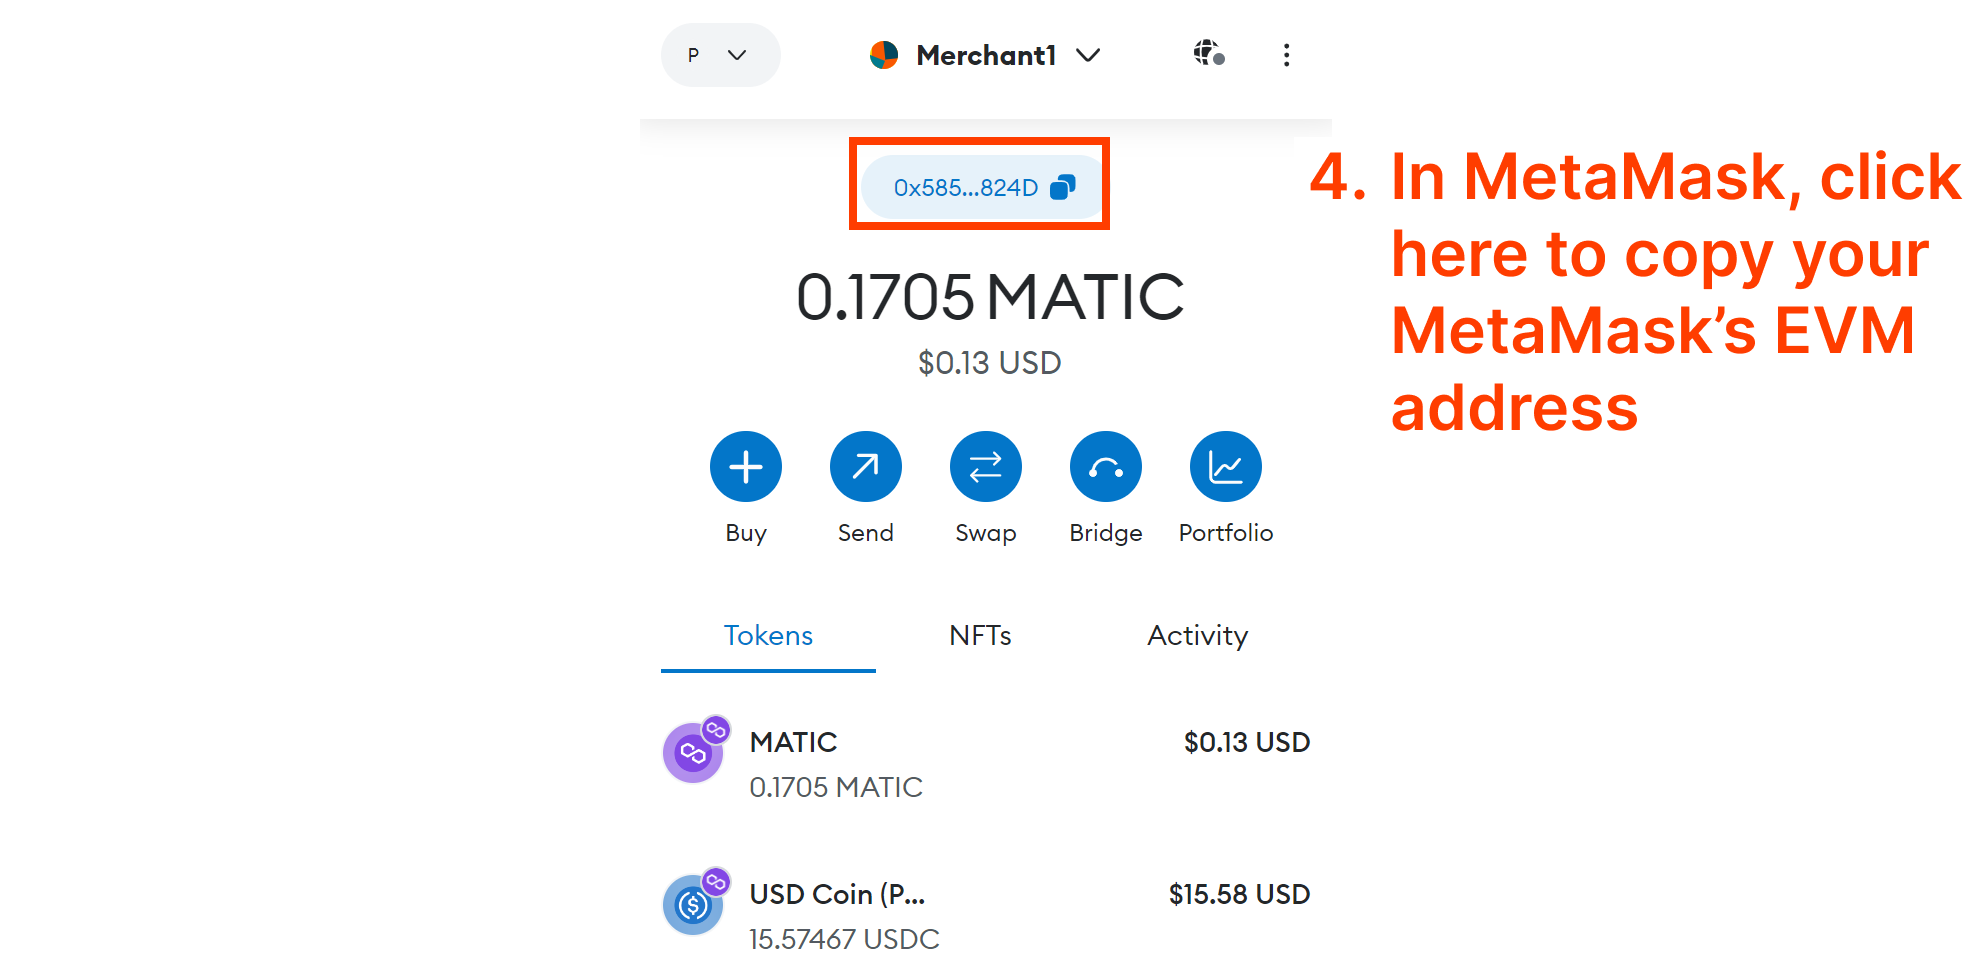 P
Merchant1
0x585...824D
4. In MetaMask, click
here to copy your
MetaMask’s EVM
address
0.1705 MATIC
$0.13 USD
Buy Send Swap Bridge Portfolio
Tokens NFTs Activity
MATIC $0.13 USD
0.1705 MATIC
USD Coin (P... $15.58 USD
15.57467 USDC